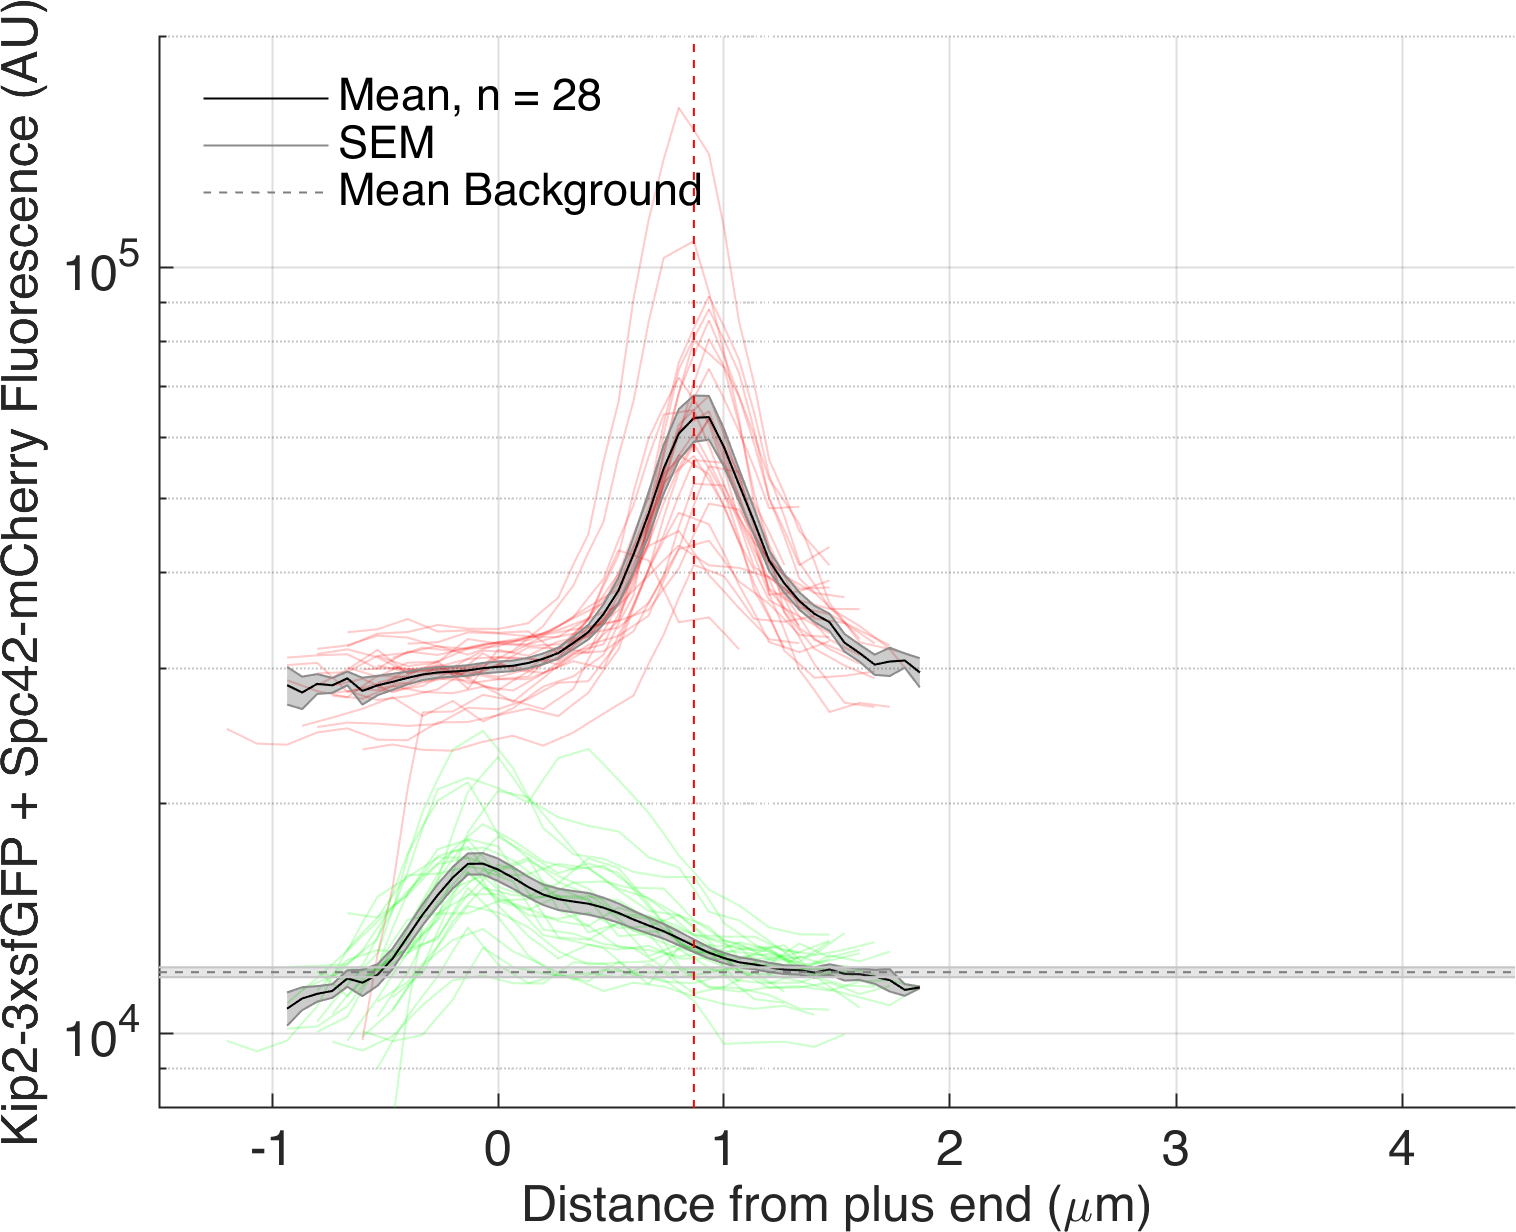 Kip2-3xsfGFP + Spc42-mCherry Fluorescence (AU)
Mean, n = 28
SEM
Mean Background
10^5
10^4
-1 0 1 2 3 4
Distance from plus end (μm)